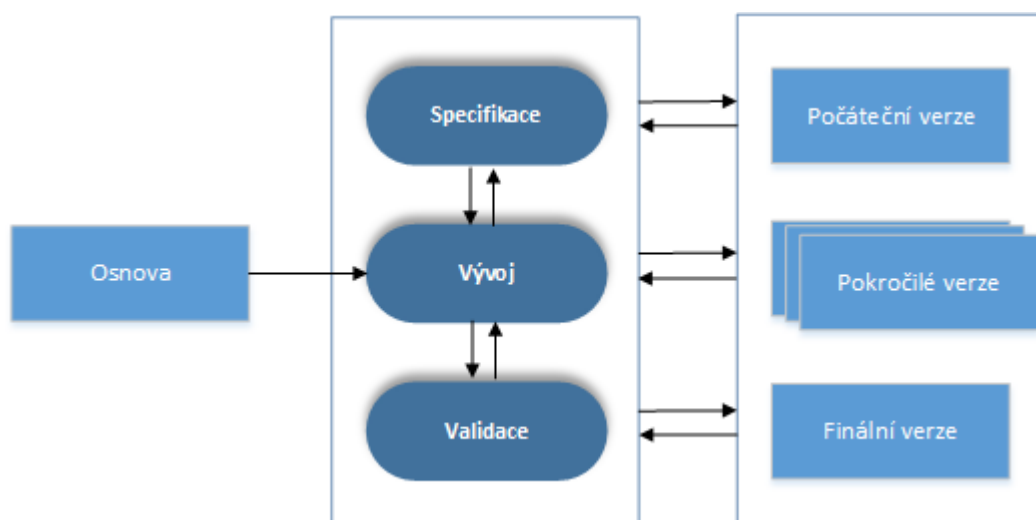 Specifikace
Počáteční verze
Osnova
Vývoj
Pokročilé verze
Validace
Finální verze